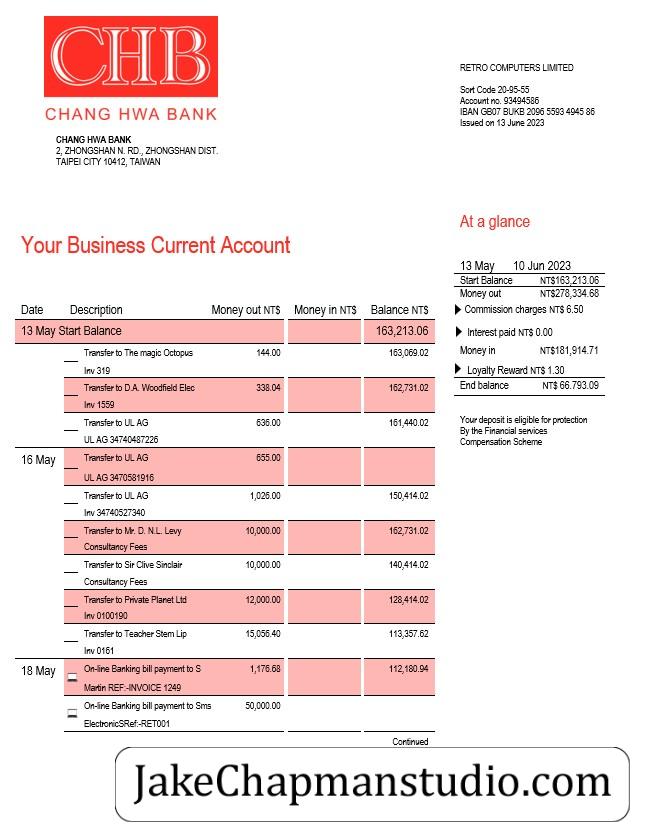 CHB
CHANG HWA BANK
CHANG HWA BANK
2, ZHONGSHAN N. RD., ZHONGSHAN DIST.
TAIPEI CITY 10412, TAIWAN
RETRO COMPUTERS LIMITED
Sort Code 20-95-55
Account no. 93494586
IBAN GB07 BUKB 2096 5593 4945 86
Issued on 13 June 2023
At a glance
13 May 10 Jun 2023
Start Balance NT$163,213.06
Money out NT$278,334.68
Commission charges NT$ 6.50
Interest paid NT$ 0.00
Money in NT$181,914.71
Loyalty Reward NT$ 1.30
End balance NT$ 66.793.09
Your deposit is eligible for protection
By the Financial services
Compensation Scheme
Your Business Current Account
Date Description Money out NT$ Money in NT$ Balance NT$
13 May Start Balance 163,213.06
Transfer to The magic Octopus 144.00 163,069.02
Inv 319
Transfer to D.A. Woodfield Elec 338.04 162,731.02
Inv 1559
Transfer to UL AG 636.00 161,440.02
UL AG 34740487226
16 May Transfer to UL AG 655.00
UL AG 3470581916
Transfer to UL AG 1,026.00 150,414.02
Inv 34740527340
Transfer to Mr. D. N.L. Levy 10,000.00 162,731.02
Consultancy Fees
Transfer to Sir Clive Sinclair 10,000.00 140,414.02
Consultancy Fees
Transfer to Private Planet Ltd 12,000.00 128,414.02
Inv 0100190
Transfer to Teacher Stem Lip 15,056.40 113,357.62
Inv 0161
18 May On-line Banking bill payment to S 1,176.68 112,180.94
Martin REF:-INVOICE 1249
On-line Banking bill payment to Sms 50,000.00
ElectronicSRef:-RET001
Continued
JakeChapmanstudio.com